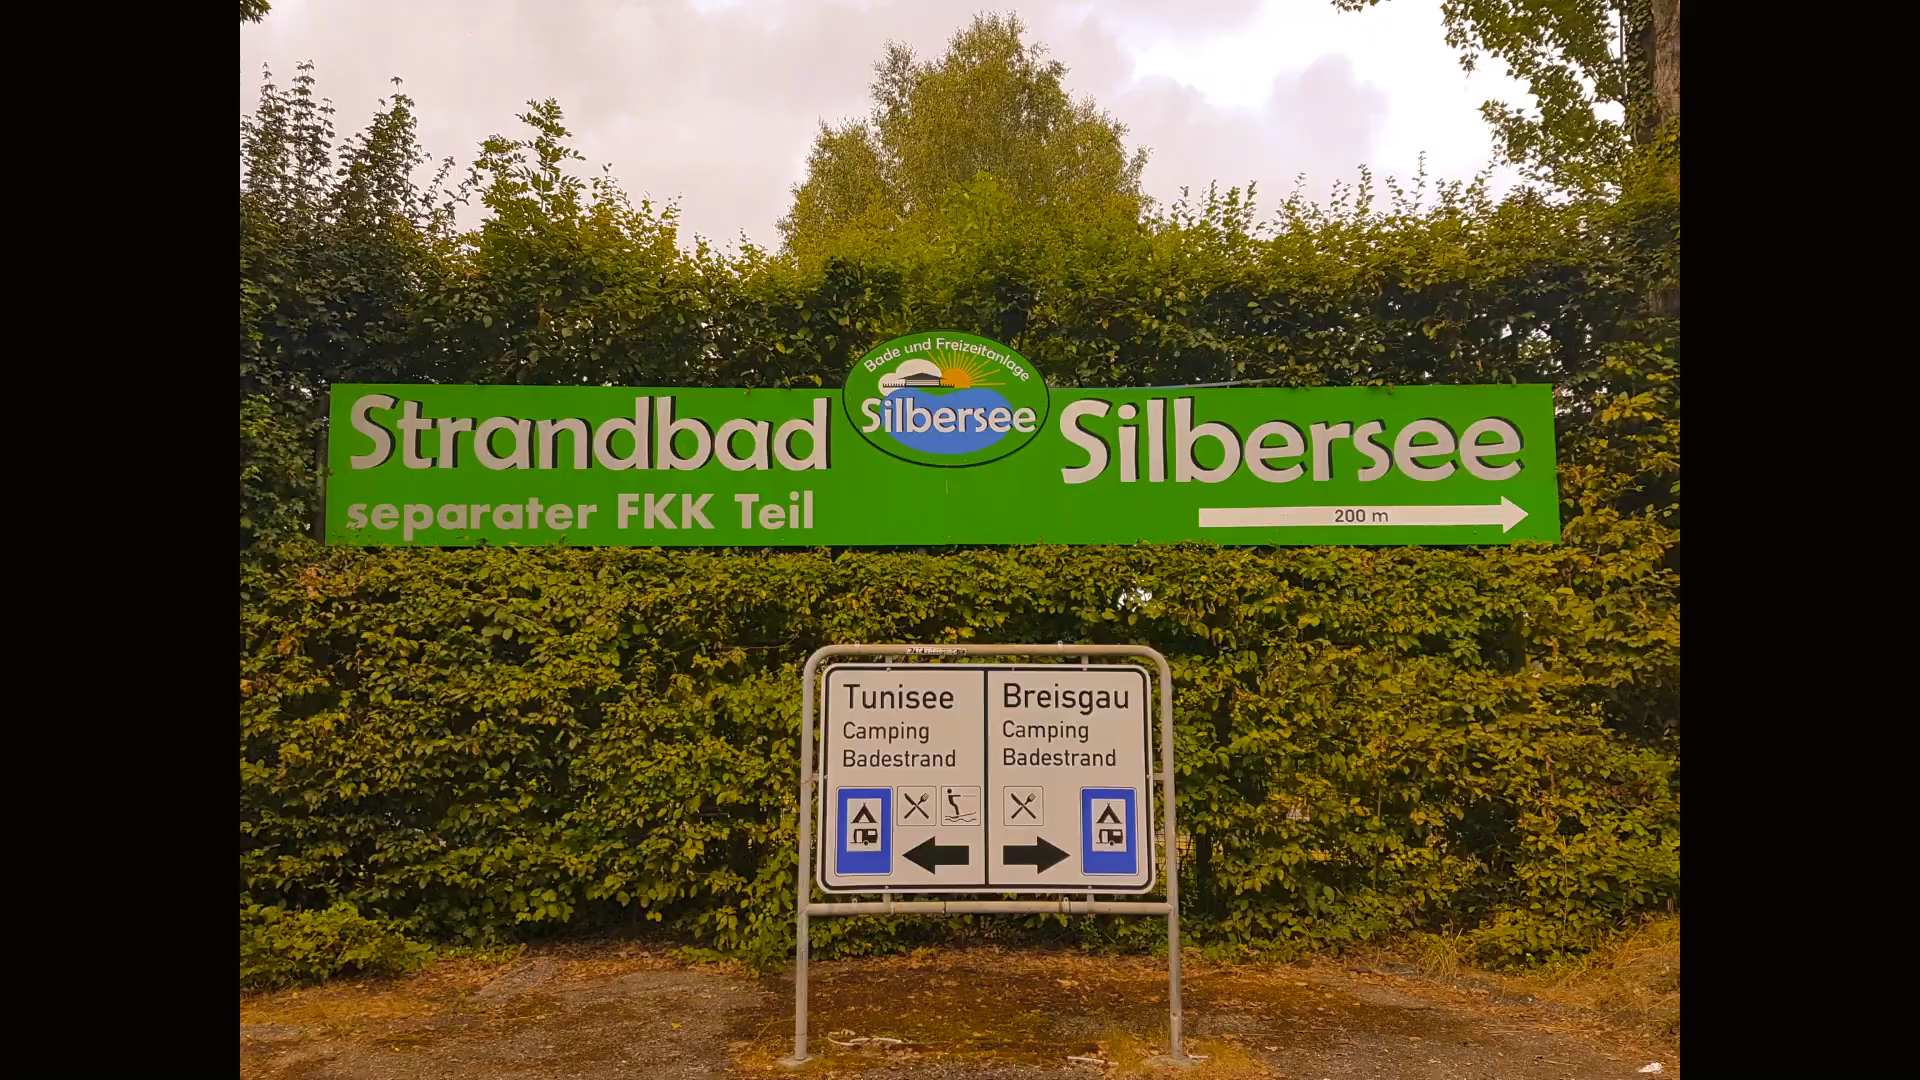 Bade und Freizeitanlage
Silbersee
Strandbad
Silbersee
separater FKK Teil
200 m
Tunisee
Camping
Badestrand
Breisgau
Camping
Badestrand